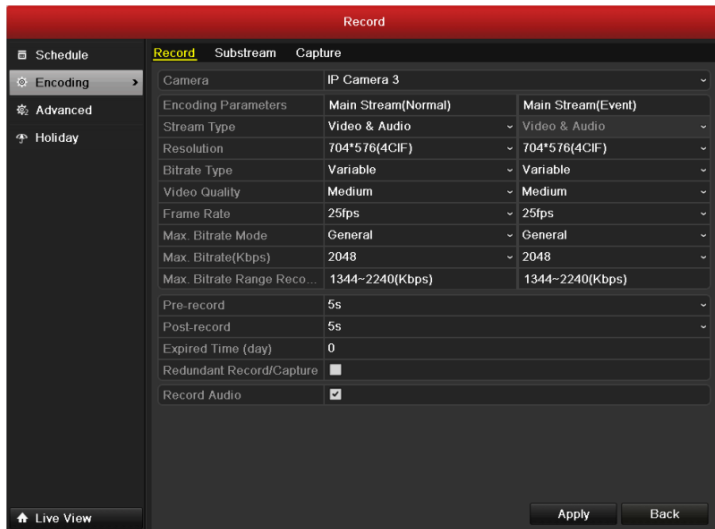 Record
Schedule
Encoding
Advanced
Holiday
Live View
Record Substream Capture
Camera IP Camera 3
Encoding Parameters Main Stream(Normal) Main Stream(Event)
Stream Type Video & Audio Video & Audio
Resolution 704*576(4CIF) 704*576(4CIF)
Bitrate Type Variable Variable
Video Quality Medium Medium
Frame Rate 25fps 25fps
Max. Bitrate Mode General General
Max. Bitrate(Kbps) 2048 2048
Max. Bitrate Range Reco... 1344~2240(Kbps) 1344~2240(Kbps)
Pre-record 5s
Post-record 5s
Expired Time (day) 0
Redundant Record/Capture
Record Audio
Apply Back